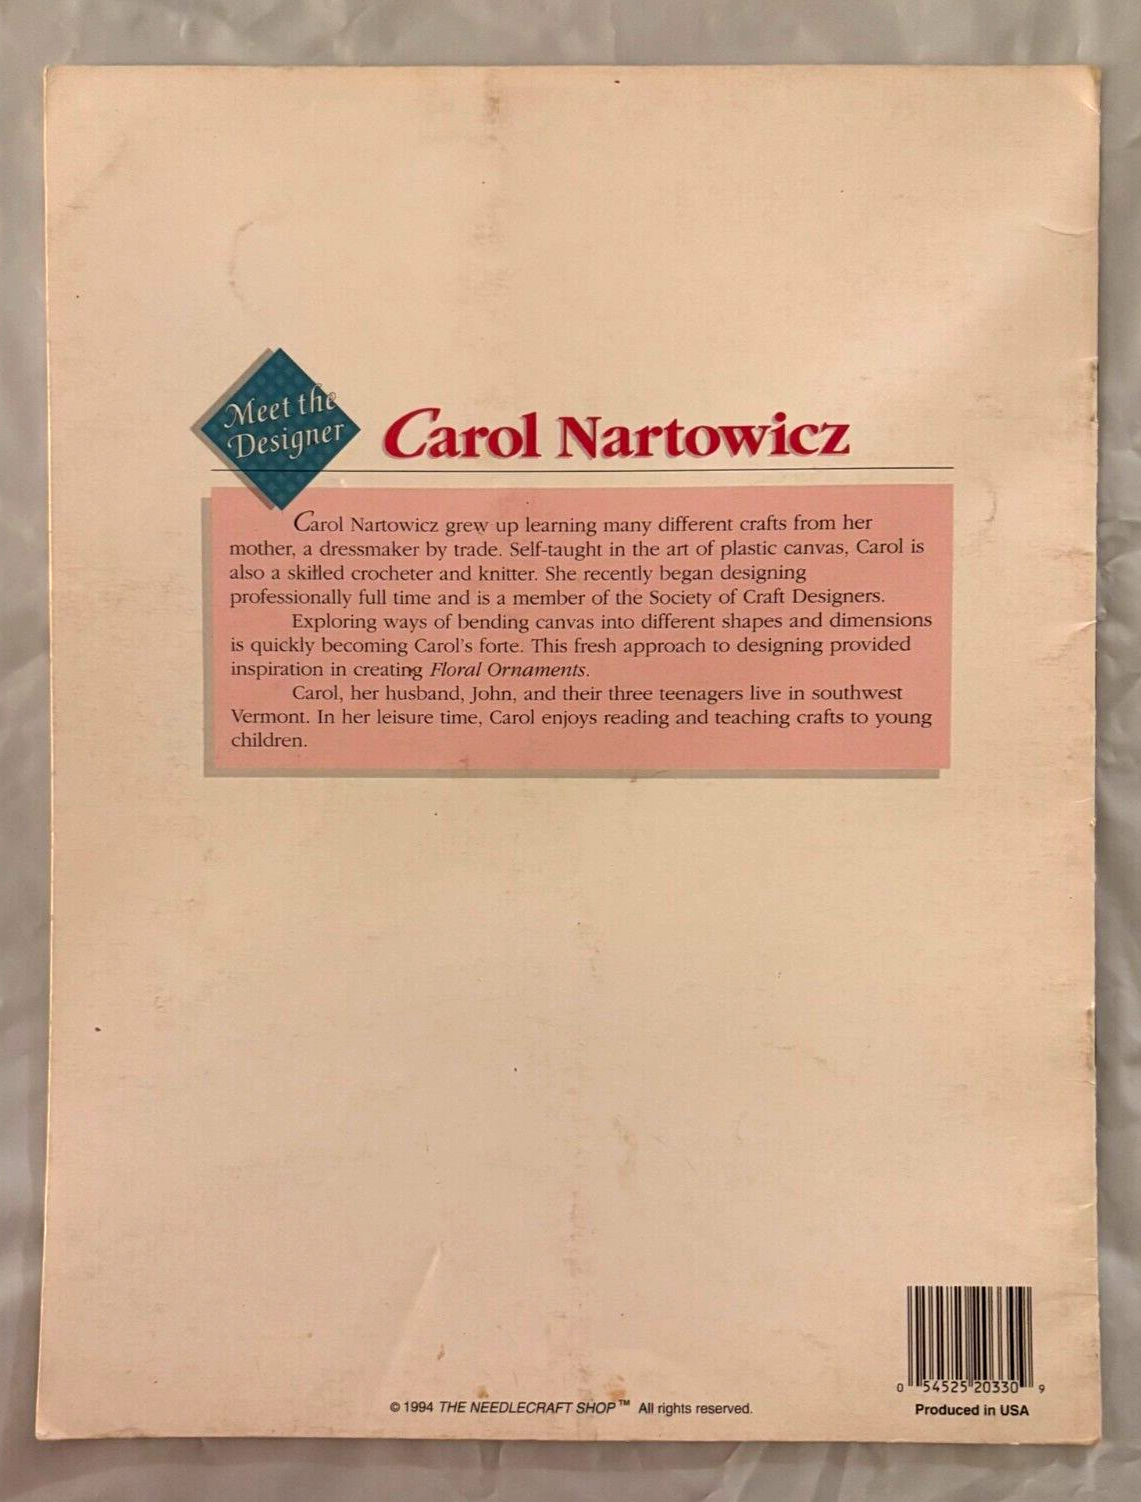 Meet the
Designer
Carol Nartowicz
Carol Nartowicz grew up learning many different crafts from her
mother, a dressmaker by trade. Self-taught in the art of plastic canvas, Carol is
also a skilled crocheter and knitter. She recently began designing
professionally full time and is a member of the Society of Craft Designers.
Exploring ways of bending canvas into different shapes and dimensions
is quickly becoming Carol's forte. This fresh approach to designing provided
inspiration in creating Floral Ornaments.
Carol, her husband, John, and their three teenagers live in southwest
Vermont. In her leisure time, Carol enjoys reading and teaching crafts to young
children.
0 54525 20330 9
Produced in USA
© 1994 THE NEEDLECRAFT SHOP™ All rights reserved.